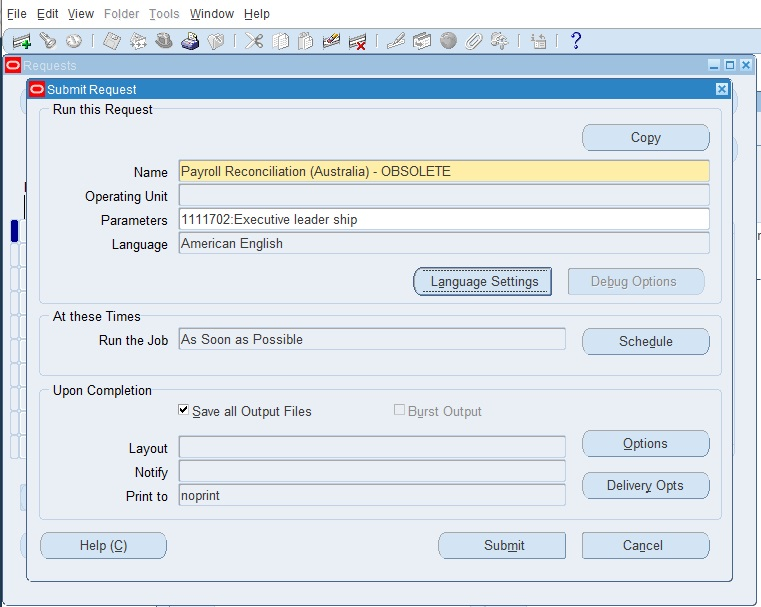 File Edit View Folder Tools Window Help
Requests
Submit Request
Run this Request
Copy
Name Payroll Reconciliation (Australia) - OBSOLETE
Operating Unit
Parameters 1111702:Executive leader ship
Language American English
Language Settings Debug Options
At these Times
Run the Job As Soon as Possible Schedule
Upon Completion
Save all Output Files Burst Output
Layout Options
Notify
Print to noprint Delivery Opts
Help (C) Submit Cancel